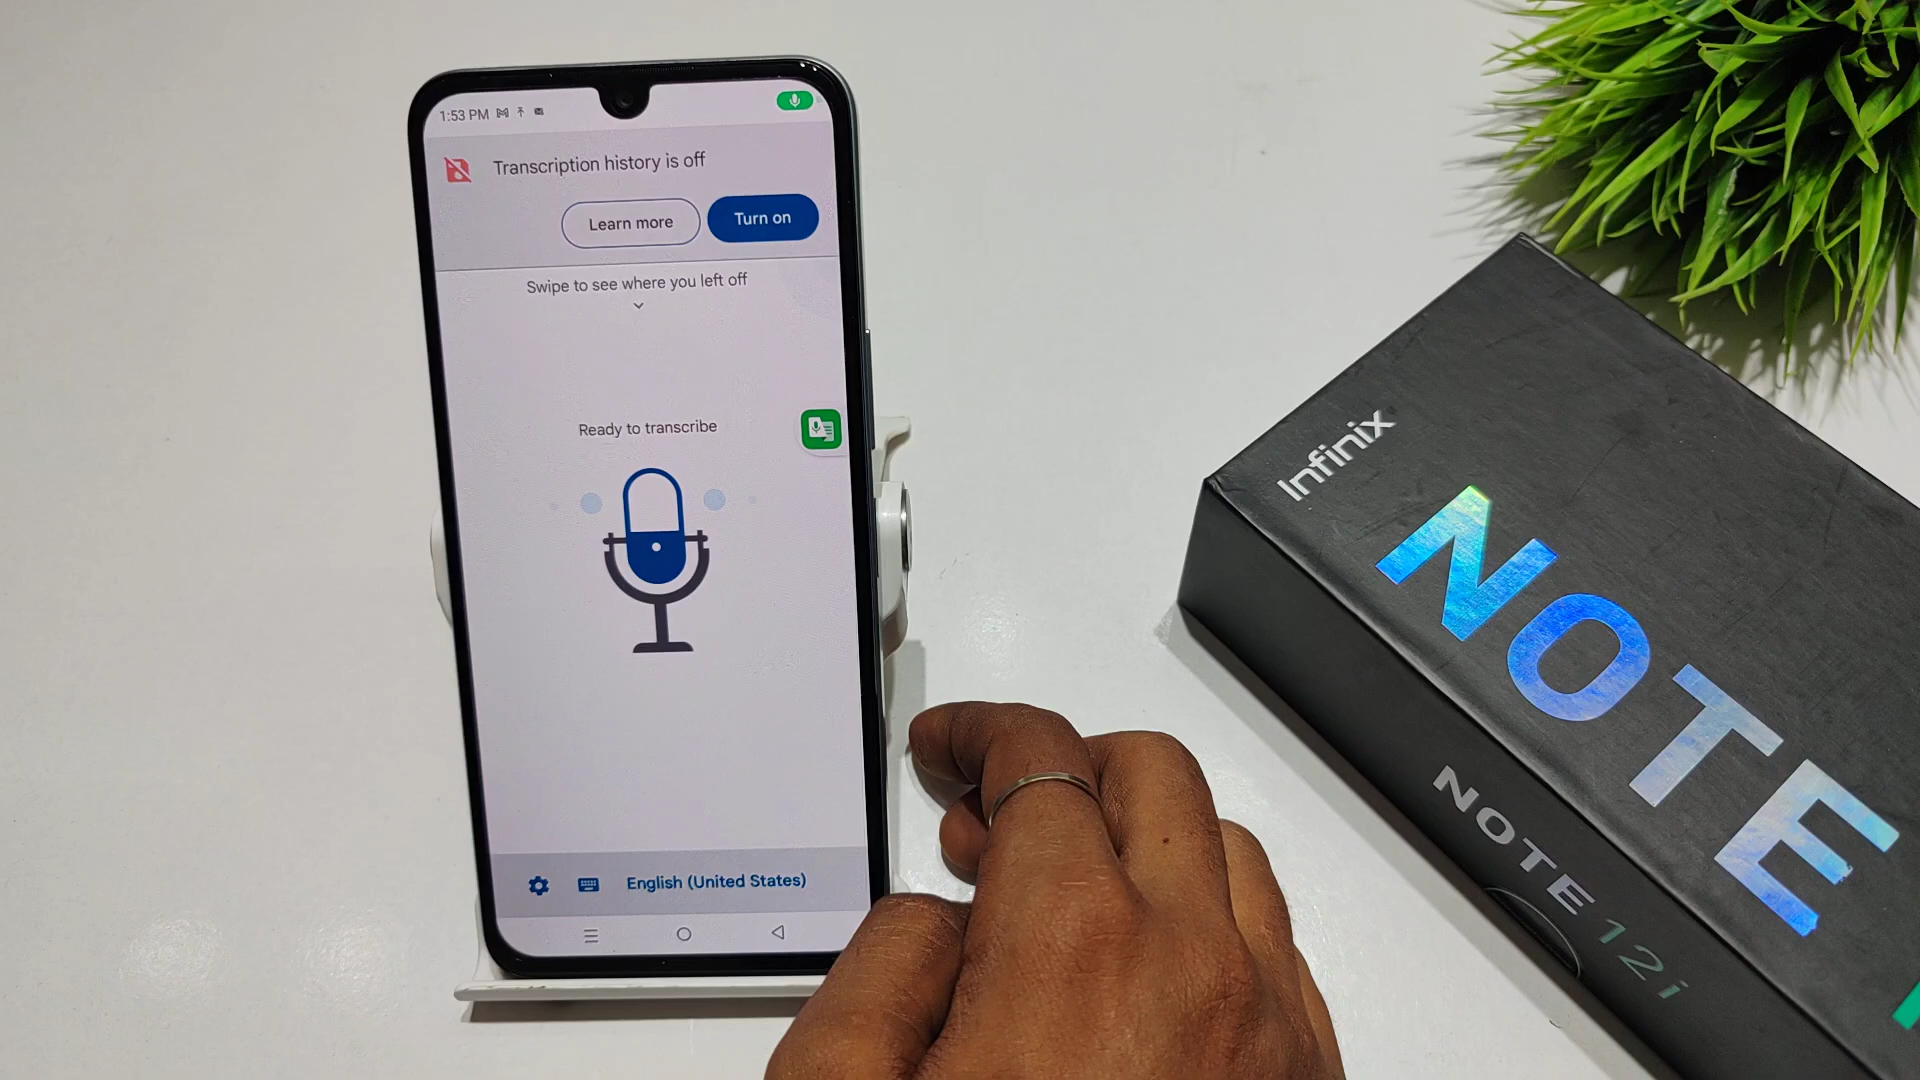 1:53 PM
Transcription history is off
Learn more
Turn on
Swipe to see where you left off
Ready to transcribe
English (United States)
Infinix
NOTE
NOTE 12i